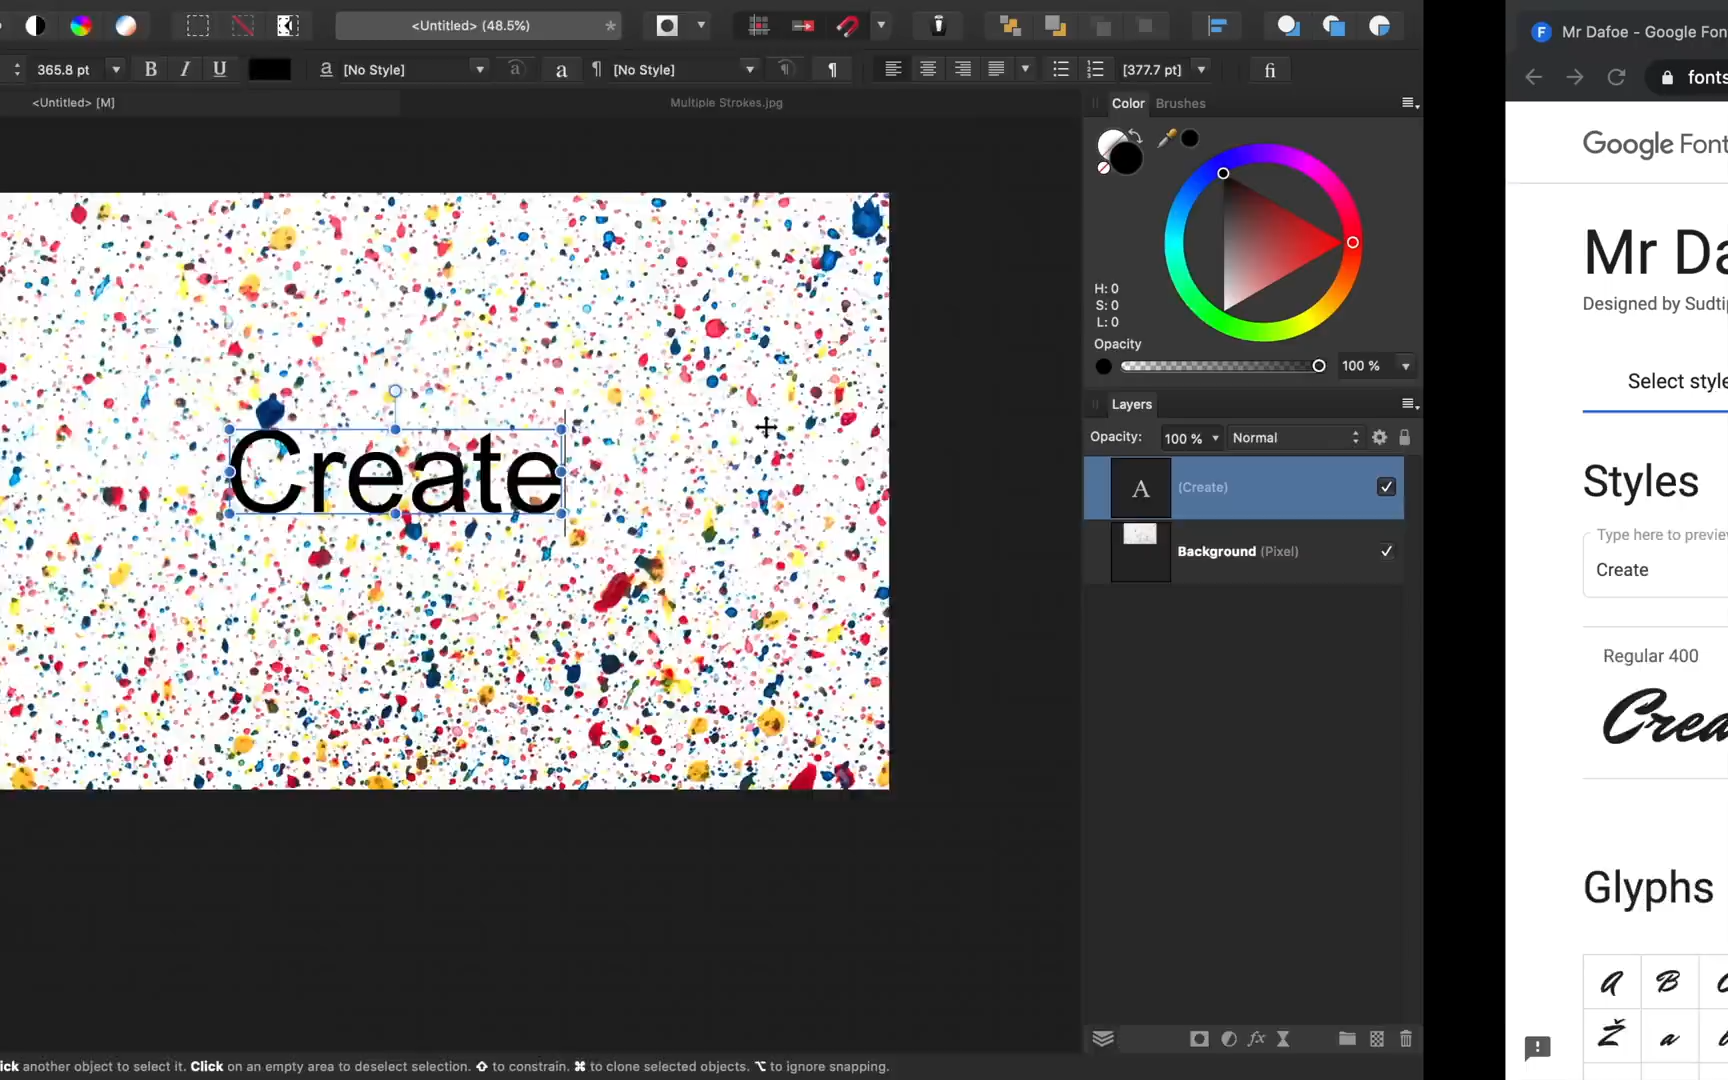 <Untitled> (48.5%)
*
Mr Dafoe - Google Fon
365.8 pt
B I U
a [No Style]
a
a
¶ [No Style]
¶
[377.7 pt]
fi
fonts
<Untitled> [M]
Multiple Strokes.jpg
Color Brushes
H: 0
S: 0
L: 0
Opacity
100 %
Layers
Opacity: 100 % Normal
A (Create)
Background (Pixel)
Create
Google Font
Mr Da
Designed by Sudtip
Select style
Styles
Type here to preview
Create
Regular 400
Crea
Glyphs
A B
Ž a
fx
ick another object to select it. Click on an empty area to deselect selection. ⇧ to constrain. ⌘ to clone selected objects. ⌥ to ignore snapping.